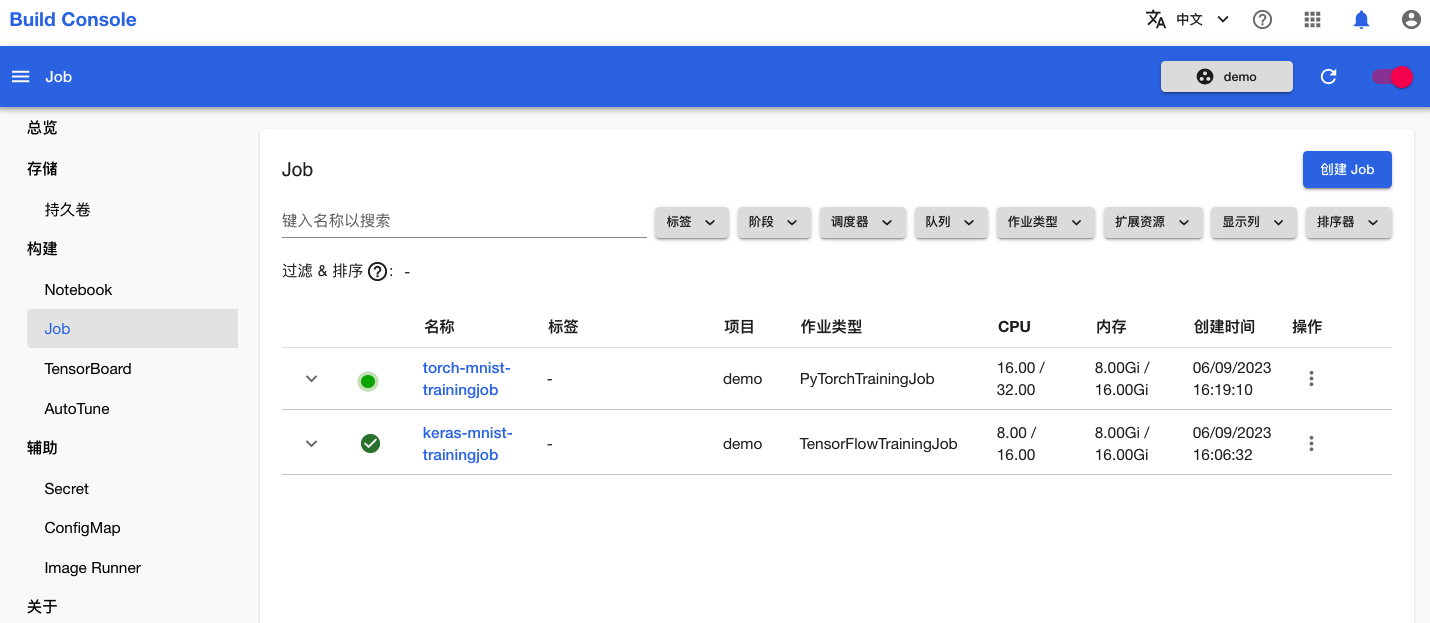 Build Console
中文
Job
demo
总览
存储
持久卷
构建
Notebook
Job
TensorBoard
AutoTune
辅助
Secret
ConfigMap
Image Runner
关于
Job
创建 Job
键入名称以搜索
标签 阶段 调度器 队列 作业类型 扩展资源 显示列 排序器
过滤 & 排序 ? : -
名称 标签 项目 作业类型 CPU 内存 创建时间 操作
torch-mnist-trainingjob - demo PyTorchTrainingJob 16.00 / 32.00 8.00Gi / 16.00Gi 06/09/2023 16:19:10
keras-mnist-trainingjob - demo TensorFlowTrainingJob 8.00 / 16.00 8.00Gi / 16.00Gi 06/09/2023 16:06:32